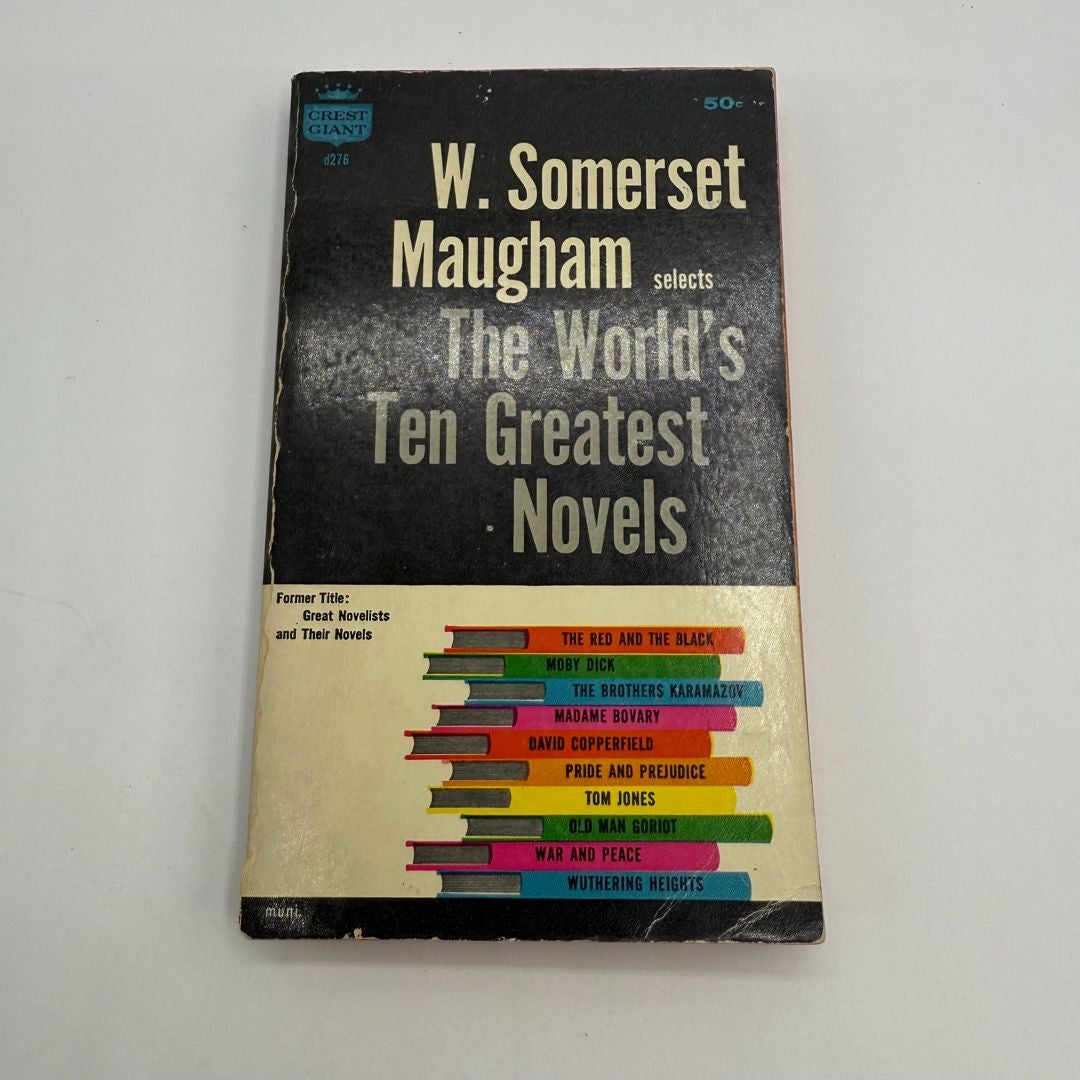 CREST
GIANT
d276
50c
W. Somerset
Maugham selects
The World's
Ten Greatest
Novels
Former Title:
Great Novelists
and Their Novels
THE RED AND THE BLACK
MOBY DICK
THE BROTHERS KARAMAZOV
MADAME BOVARY
DAVID COPPERFIELD
PRIDE AND PREJUDICE
TOM JONES
OLD MAN GORIOT
WAR AND PEACE
WUTHERING HEIGHTS
muni